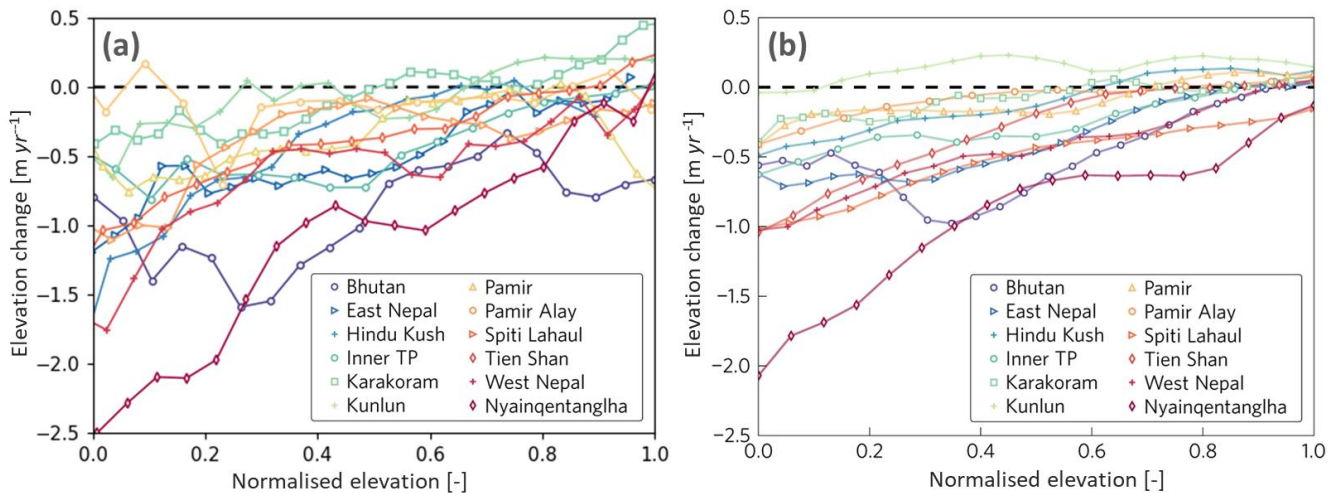 (a)
Elevation change [m yr⁻¹]
0.5
0.0
−0.5
−1.0
−1.5
−2.0
−2.5
0.0 0.2 0.4 0.6 0.8 1.0
Normalised elevation [-]
Bhutan
East Nepal
Hindu Kush
Inner TP
Karakoram
Kunlun
Pamir
Pamir Alay
Spiti Lahaul
Tien Shan
West Nepal
Nyainqentanglha
(b)
Elevation change [m yr⁻¹]
0.5
0.0
−0.5
−1.0
−1.5
−2.0
−2.5
0.0 0.2 0.4 0.6 0.8 1.0
Normalised elevation [-]
Bhutan
East Nepal
Hindu Kush
Inner TP
Karakoram
Kunlun
Pamir
Pamir Alay
Spiti Lahaul
Tien Shan
West Nepal
Nyainqentanglha